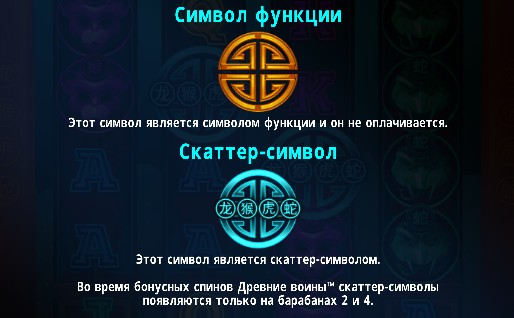 Символ функции
Этот символ является символом функции и он не оплачивается.
Скаттер-символ
龙猴虎蛇
Этот символ является скаттер-символом.
Во время бонусных спинов Древние воины™ скаттер-символы
появляются только на барабанах 2 и 4.